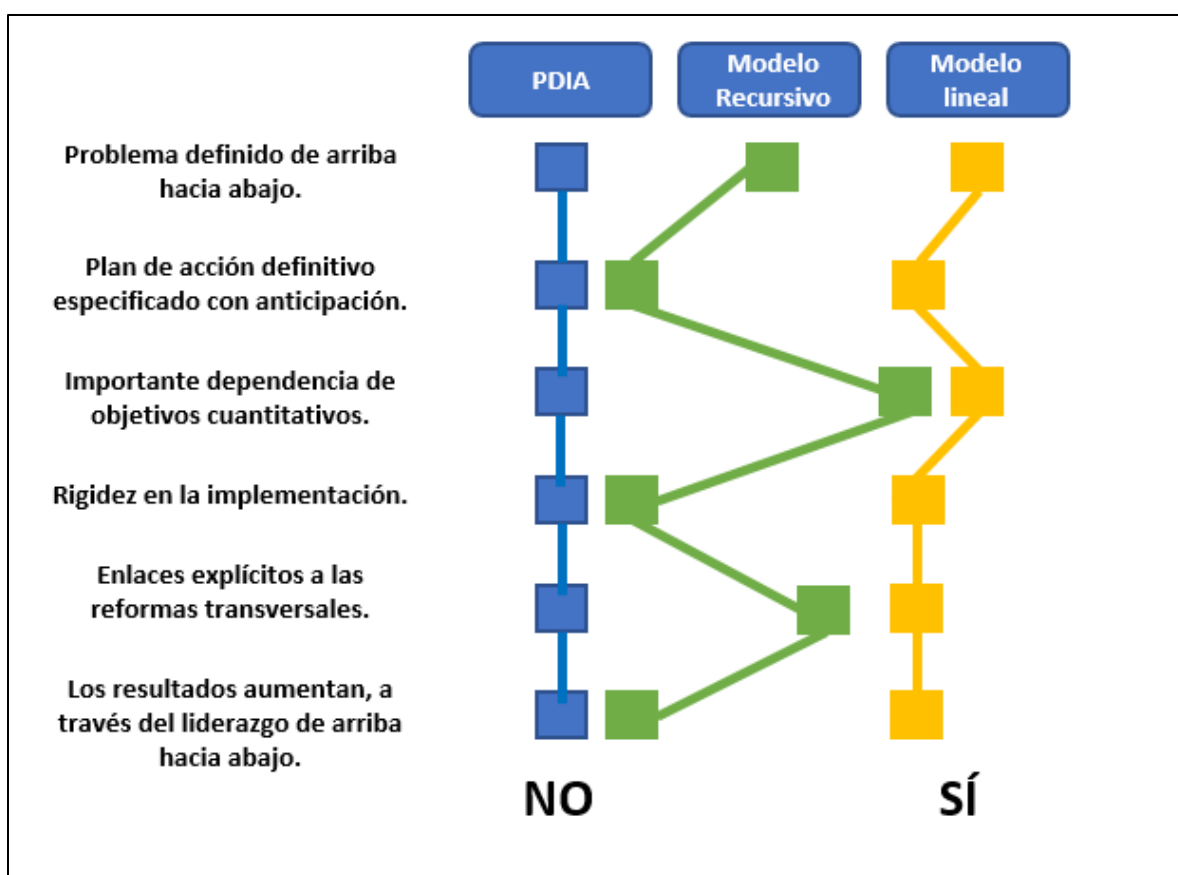 PDIA
Modelo
Recursivo
Modelo
lineal
Problema definido de arriba
hacia abajo.
Plan de acción definitivo
especificado con anticipación.
Importante dependencia de
objetivos cuantitativos.
Rigidez en la implementación.
Enlaces explícitos a las
reformas transversales.
Los resultados aumentan, a
través del liderazgo de arriba
hacia abajo.
NO
SÍ